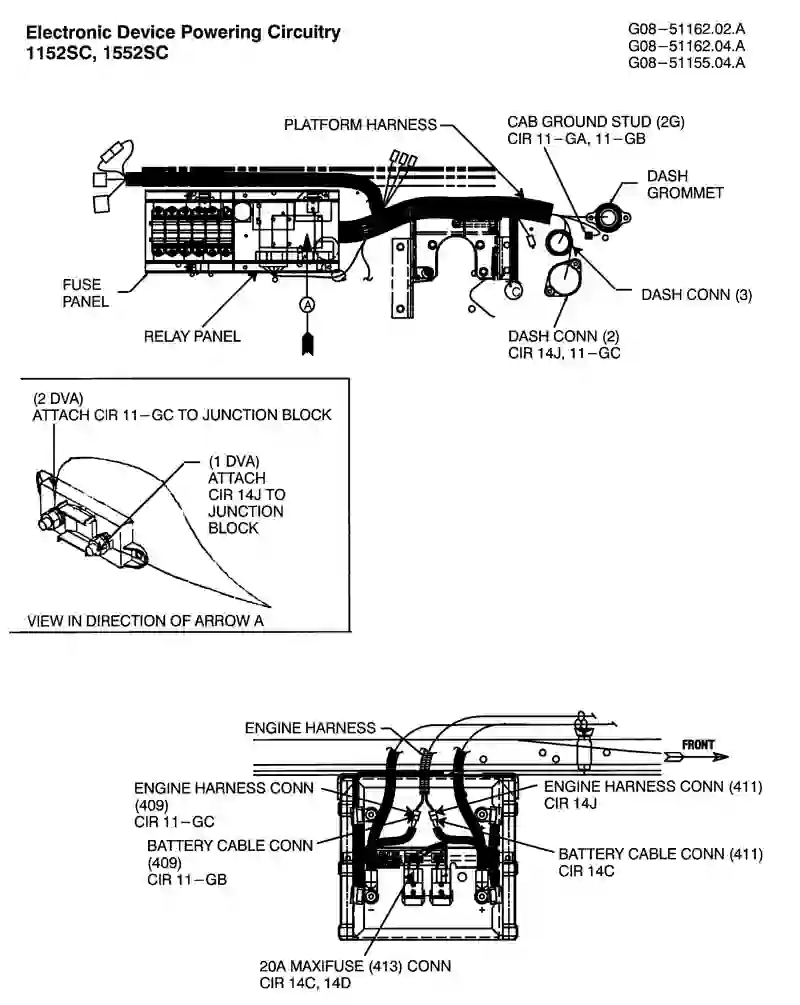 Electronic Device Powering Circuitry
1152SC, 1552SC
G08-51162.02.A
G08-51162.04.A
G08-51155.04.A
PLATFORM HARNESS
CAB GROUND STUD (2G)
CIR 11-GA, 11-GB
DASH
GROMMET
FUSE
PANEL
RELAY PANEL
A
DASH CONN (3)
DASH CONN (2)
CIR 14J, 11-GC
(2 DVA)
ATTACH CIR 11-GC TO JUNCTION BLOCK
(1 DVA)
ATTACH
CIR 14J TO
JUNCTION
BLOCK
VIEW IN DIRECTION OF ARROW A
ENGINE HARNESS
FRONT
ENGINE HARNESS CONN
(409)
CIR 11-GC
ENGINE HARNESS CONN (411)
CIR 14J
BATTERY CABLE CONN
(409)
CIR 11-GB
BATTERY CABLE CONN (411)
CIR 14C
- +
20A MAXIFUSE (413) CONN
CIR 14C, 14D